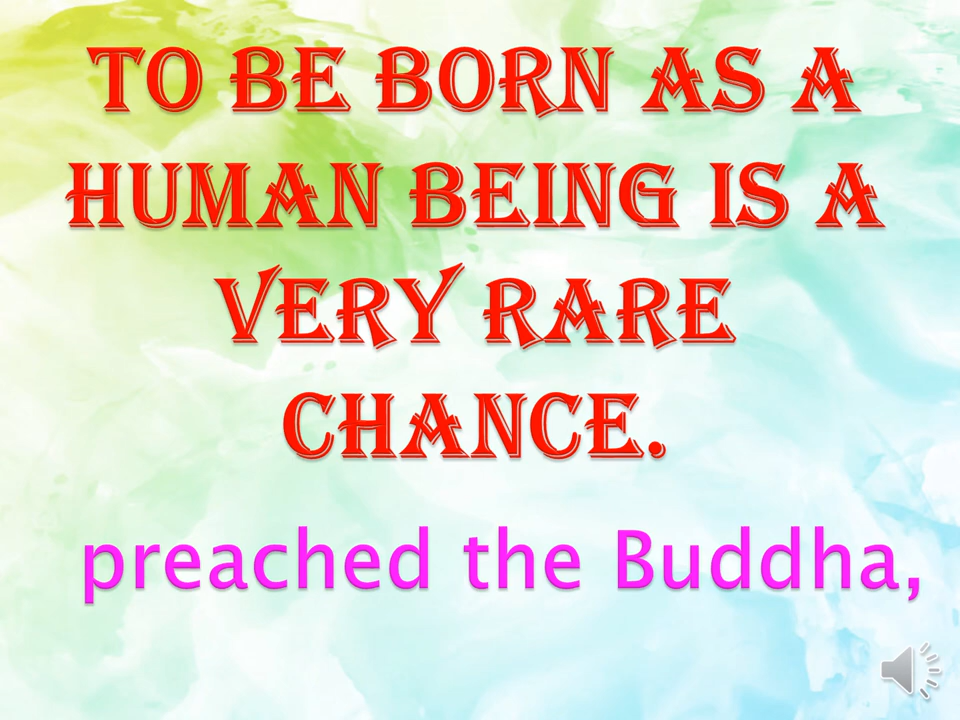 TO BE BORN AS A
HUMAN BEING IS A
VERY RARE
CHANCE.
preached the Buddha,